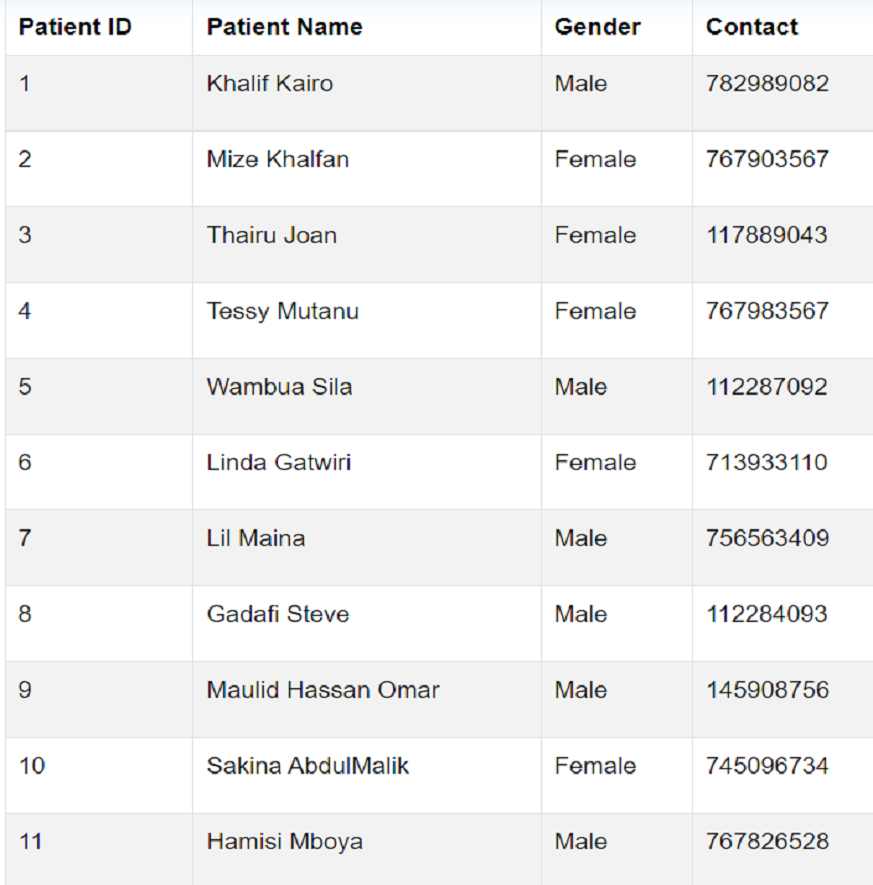 Patient ID Patient Name Gender Contact
1 Khalif Kairo Male 782989082
2 Mize Khalfan Female 767903567
3 Thairu Joan Female 117889043
4 Tessy Mutanu Female 767983567
5 Wambua Sila Male 112287092
6 Linda Gatwiri Female 713933110
7 Lil Maina Male 756563409
8 Gadafi Steve Male 112284093
9 Maulid Hassan Omar Male 145908756
10 Sakina AbdulMalik Female 745096734
11 Hamisi Mboya Male 767826528